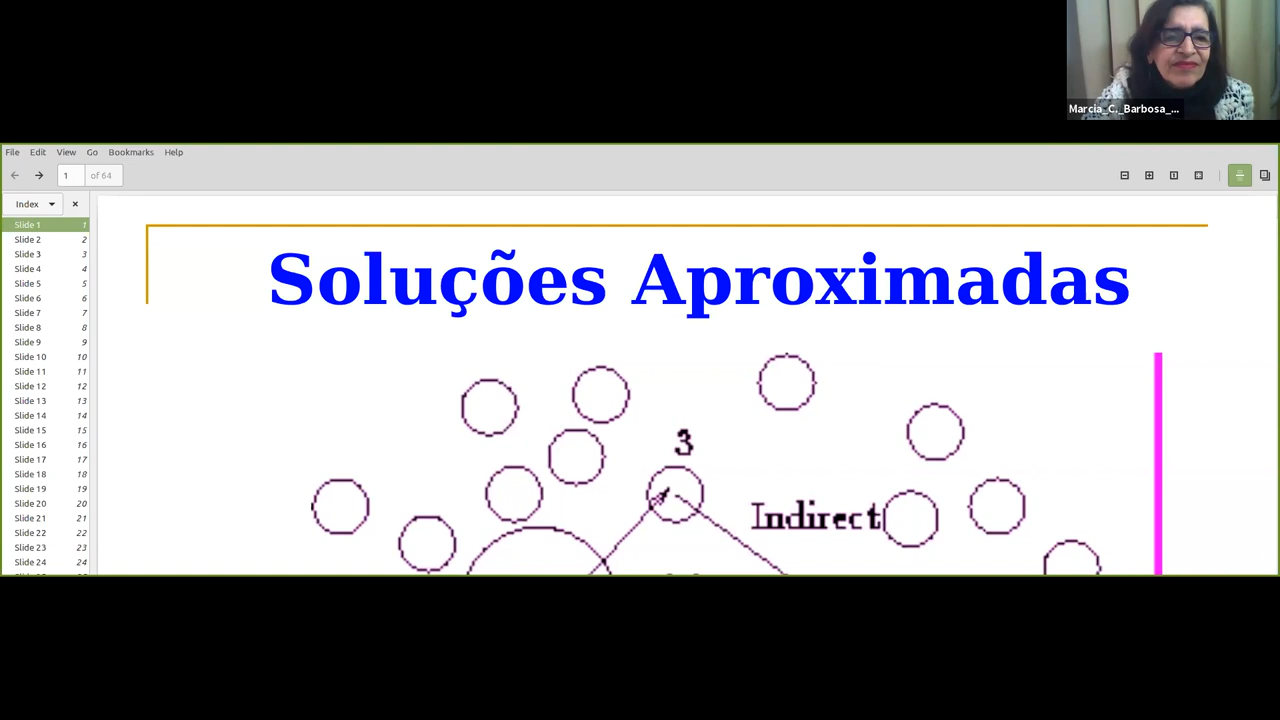 Marcia_C._Barbosa_...
File Edit View Go Bookmarks Help
1 of 64
Index
Slide 1 1
Slide 2 2
Slide 3 3
Slide 4 4
Slide 5 5
Slide 6 6
Slide 7 7
Slide 8 8
Slide 9 9
Slide 10 10
Slide 11 11
Slide 12 12
Slide 13 13
Slide 14 14
Slide 15 15
Slide 16 16
Slide 17 17
Slide 18 18
Slide 19 19
Slide 20 20
Slide 21 21
Slide 22 22
Slide 23 23
Slide 24 24
Soluções Aproximadas
3
Indirect